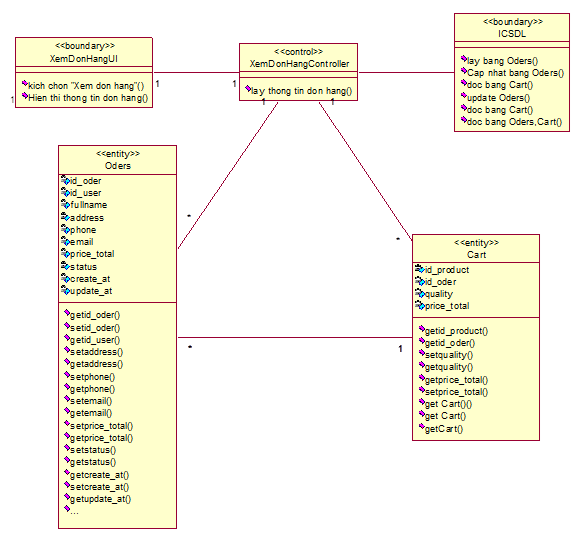 <<boundary>>
XemDonHangUI
kich chon "Xem don hang"()
Hien thi thong tin don hang()
1
1
1
<<control>>
XemDonHangController
lay thong tin don hang()
1
1
<<boundary>>
ICSDL
lay bang Oders()
Cap nhat bang Oders()
doc bang Cart()
update Oders()
doc bang Cart()
doc bang Oders,Cart()
<<entity>>
Oders
id_oder
id_user
fullname
address
phone
email
price_total
status
create_at
update_at
getid_oder()
setid_oder()
getid_user()
setaddress()
getaddress()
setphone()
getphone()
setemail()
getemail()
setprice_total()
getprice_total()
setstatus()
getstatus()
getcreate_at()
setcreate_at()
getupdate_at()
...
*
*
*
1
<<entity>>
Cart
id_product
id_oder
quality
price_total
getid_product()
getid_oder()
setquality()
getquality()
getprice_total()
setprice_total()
get Cart()()
get Cart()
getCart()